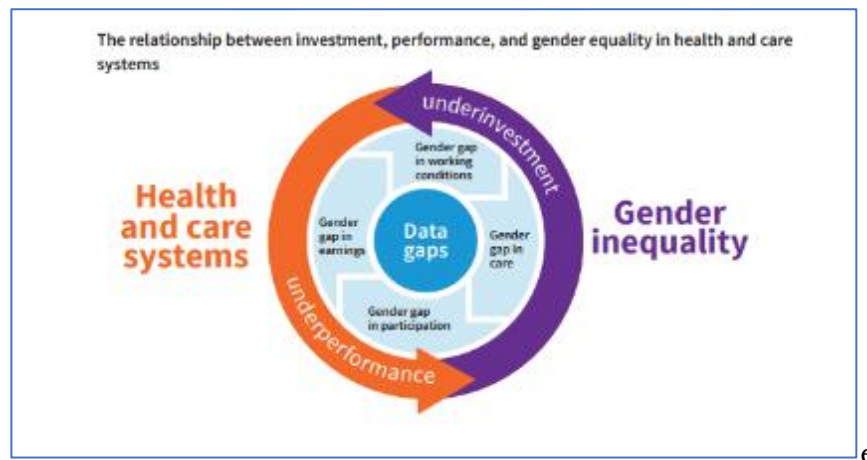 The relationship between investment, performance, and gender equality in health and care
systems
underinvestment
Gender gap
in working
conditions
Health
and care
systems
Gender
gap in
earnings
Data
gaps
Gender
gap in
care
Gender
inequality
Gender gap
in participation
underperformance